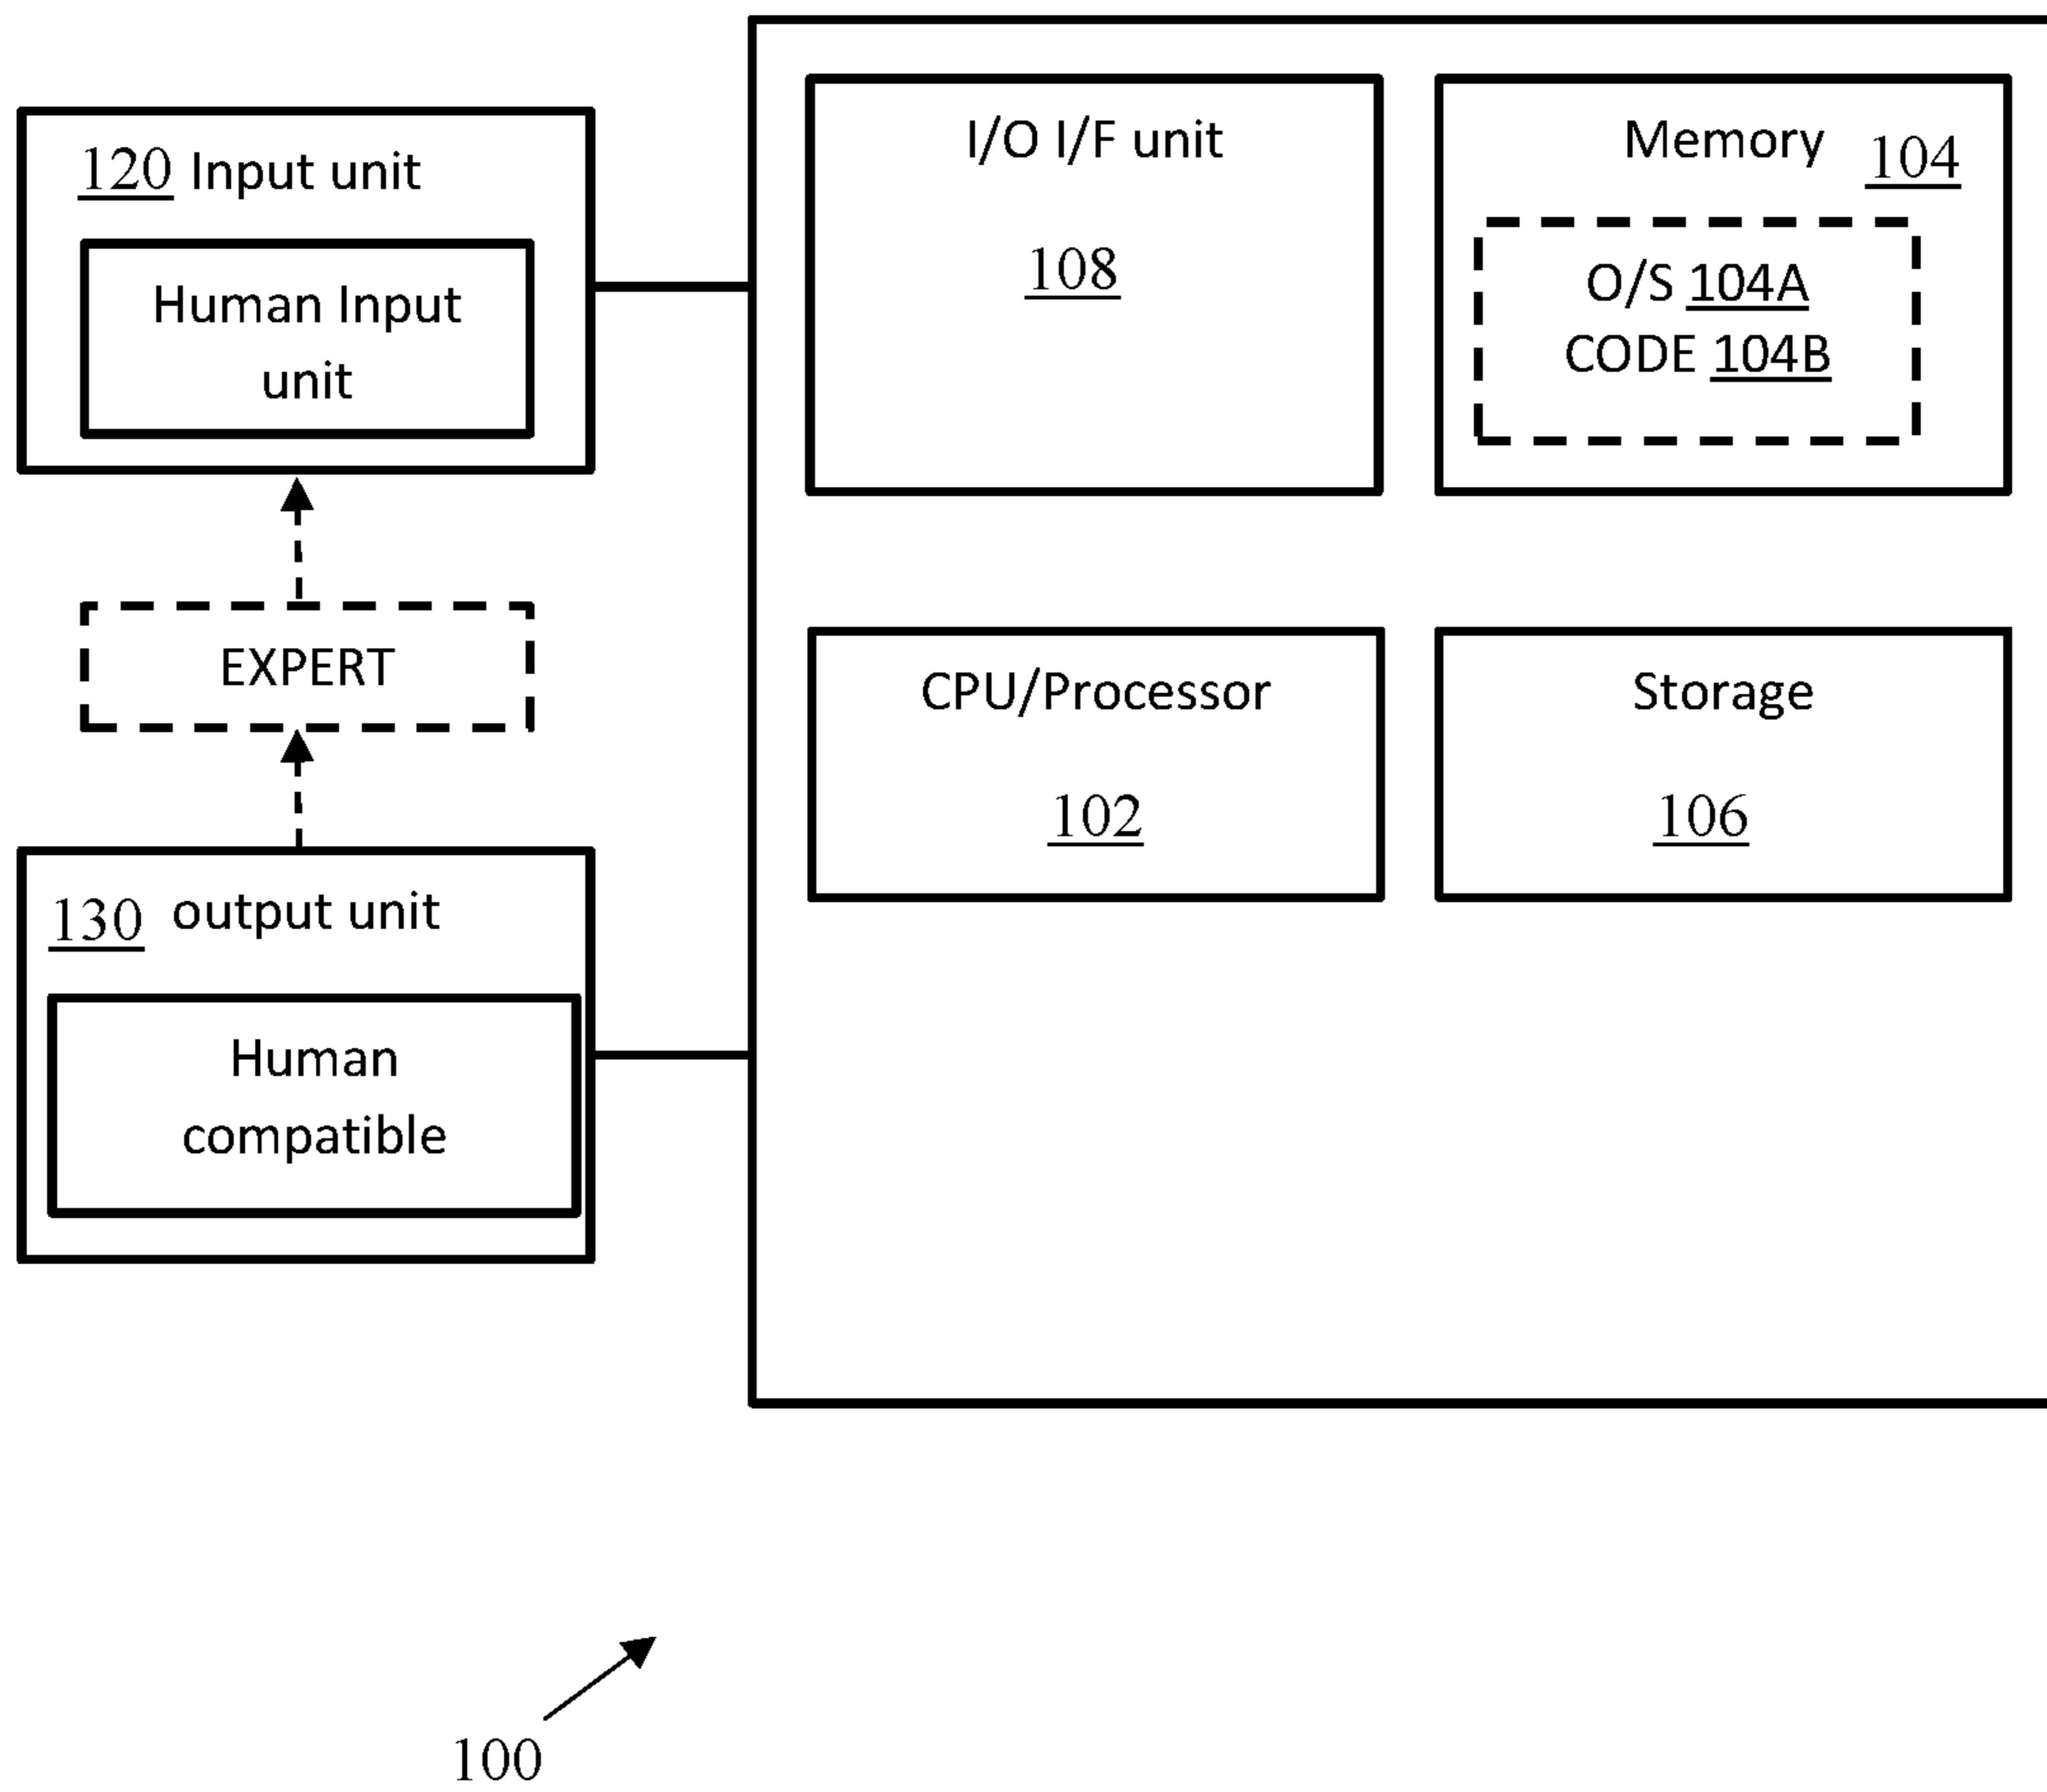 120 Input unit
Human Input
unit
EXPERT
130 output unit
Human
compatible
I/O I/F unit
108
Memory 104
O/S 104A
CODE 104B
CPU/Processor
102
Storage
106
100